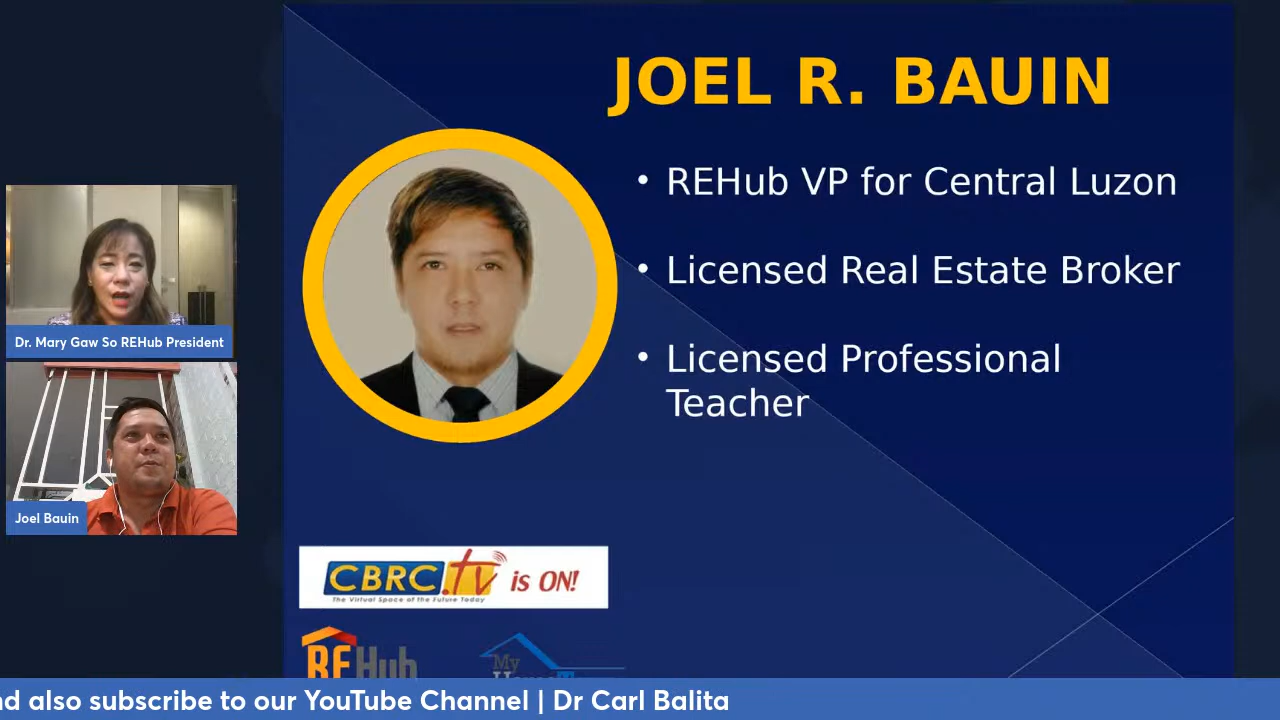 JOEL R. BAUIN
• REHub VP for Central Luzon
• Licensed Real Estate Broker
• Licensed Professional
Teacher
Dr. Mary Gaw So REHub President
Joel Bauin
CBRC.tv is ON!
The Virtual Space of the Future Today
REHub
My
nd also subscribe to our YouTube Channel | Dr Carl Balita